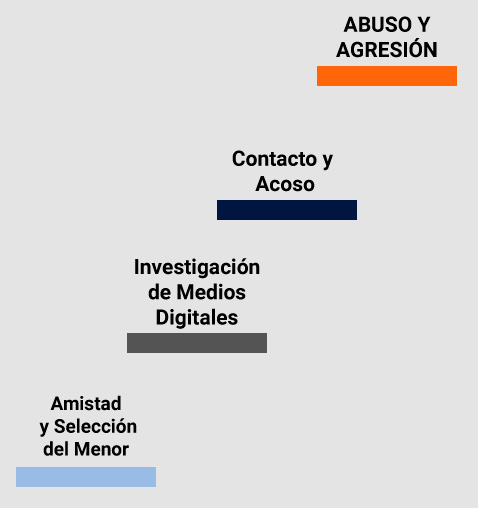 ABUSO Y
AGRESIÓN
Contacto y
Acoso
Investigación
de Medios
Digitales
Amistad
y Selección
del Menor